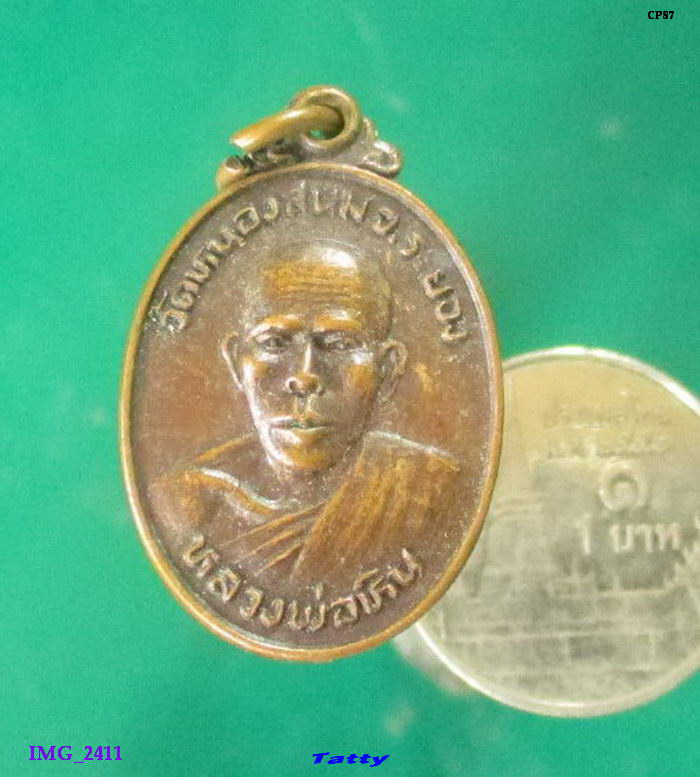 CP87
วัดหนองสนม จ.ระยอง
หลวงพ่อหิน
๑
1 บาท
IMG_2411
Tatty